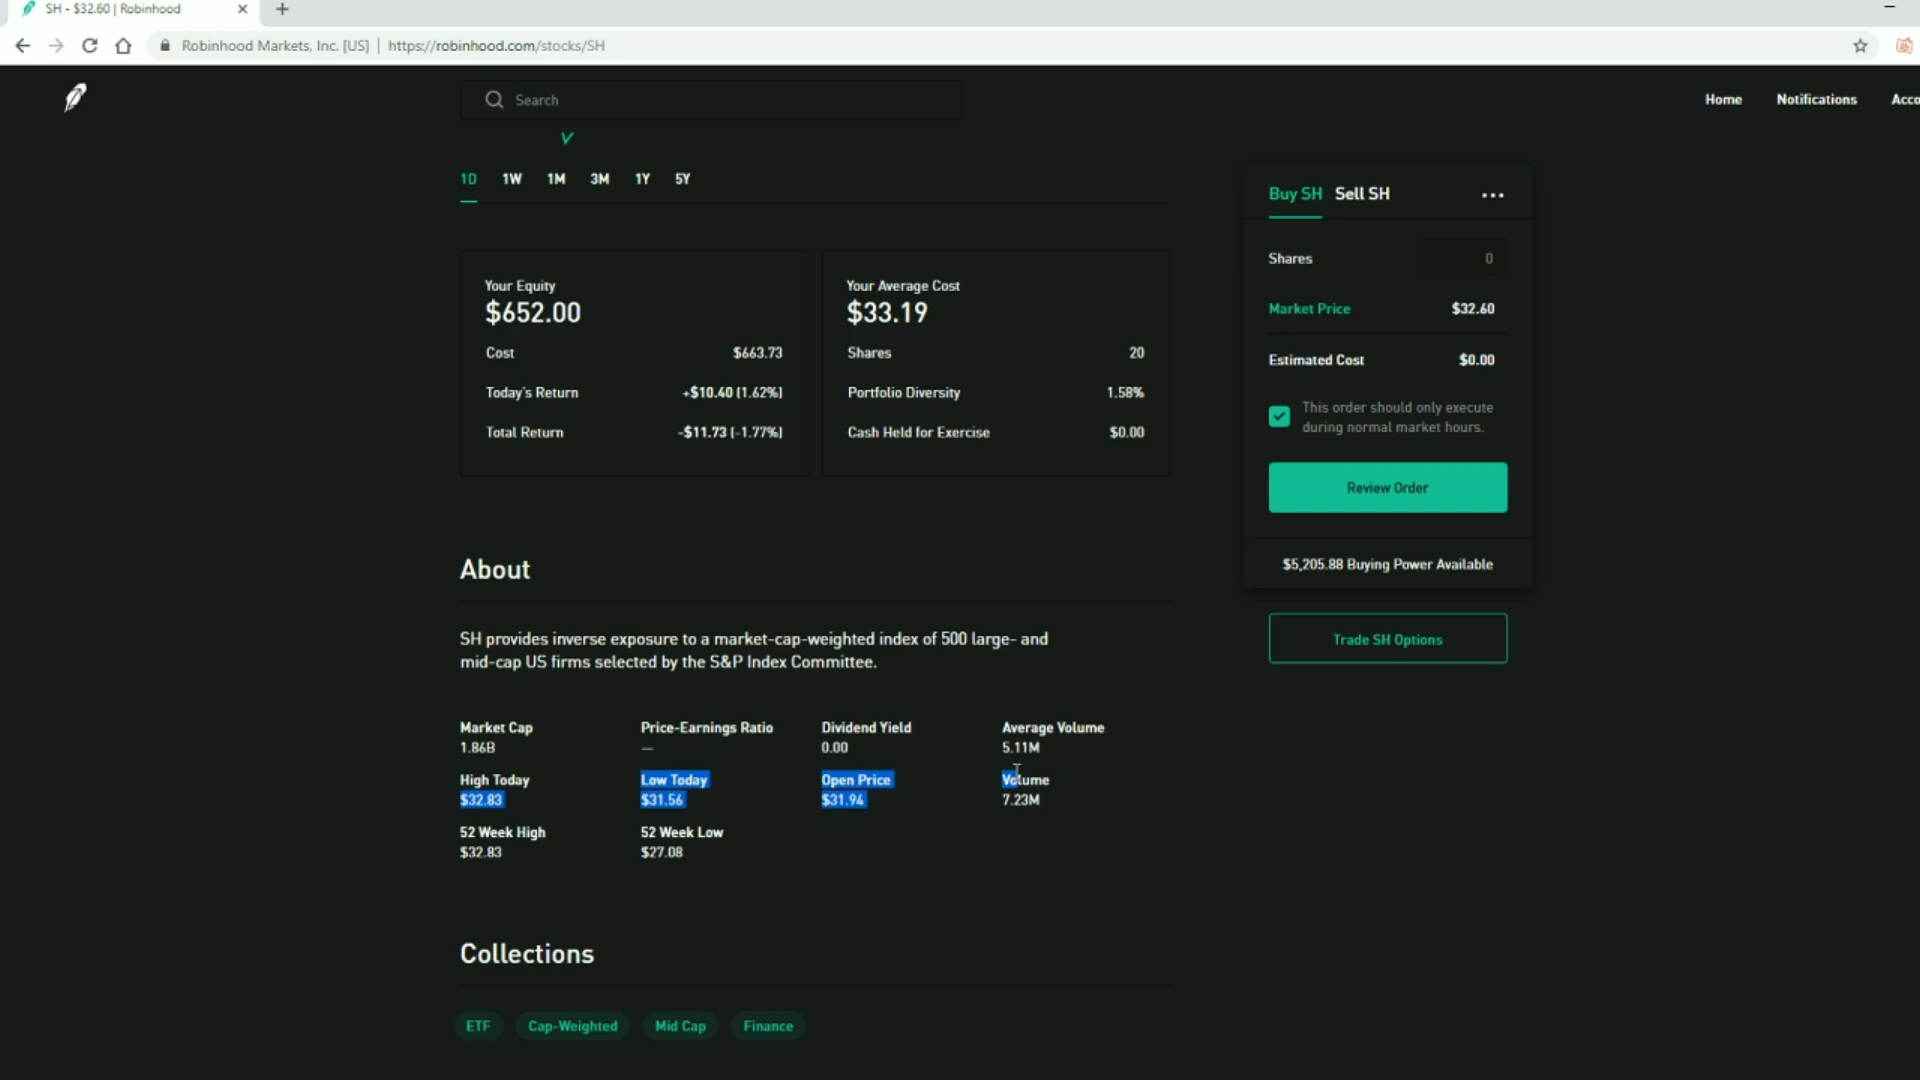 SH - $32.60 | Robinhood
Robinhood Markets, Inc. [US] | https://robinhood.com/stocks/SH
Search
Home Notifications Acco
1D 1W 1M 3M 1Y 5Y
Your Equity
$652.00
Cost $663.73
Today's Return +$10.40 (1.62%)
Total Return -$11.73 (-1.77%)
Your Average Cost
$33.19
Shares 20
Portfolio Diversity 1.58%
Cash Held for Exercise $0.00
Buy SH Sell SH
Shares 0
Market Price $32.60
Estimated Cost $0.00
This order should only execute
during normal market hours.
Review Order
$5,205.88 Buying Power Available
Trade SH Options
About
SH provides inverse exposure to a market-cap-weighted index of 500 large- and
mid-cap US firms selected by the S&P Index Committee.
Market Cap Price-Earnings Ratio Dividend Yield Average Volume
1.86B — 0.00 5.11M
High Today Low Today Open Price Volume
$32.83 $31.56 $31.94 7.23M
52 Week High 52 Week Low
$32.83 $27.08
Collections
ETF Cap-Weighted Mid Cap Finance